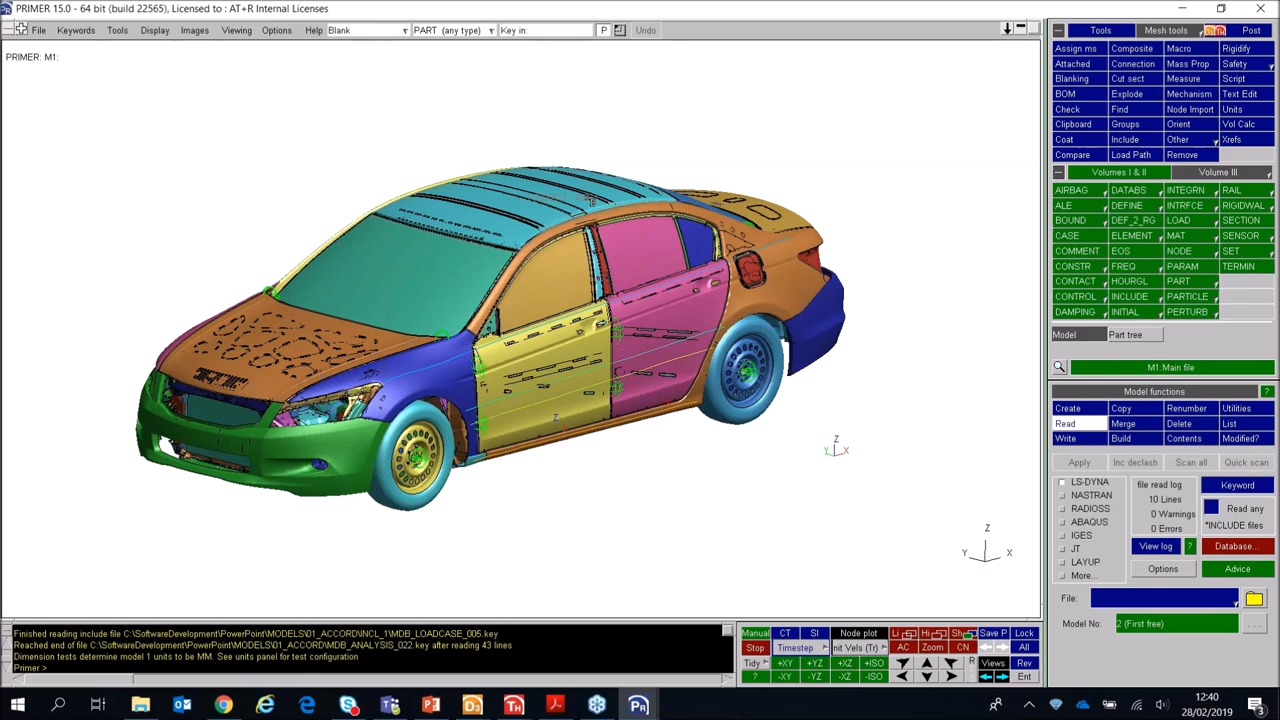 PRIMER 15.0 - 64 bit (build 22565), Licensed to : AT+R Internal Licenses
File Keywords Tools Display Images Viewing Options Help Blank PART (any type) Key in: P Undo
PRIMER: M1:
Z
Z
Y X
Z
Y X
Finished reading include file C:\SoftwareDevelopment\PowerPoint\MODELS\01_ACCORD\INCL_1\MDB_LOADCASE_005.key
Reached end of file C:\SoftwareDevelopment\PowerPoint\MODELS\01_ACCORD\MDB_ANALYSIS_022.key after reading 43 lines
Dimension tests determine model 1 units to be MM. See units panel for test configuration
Primer >
Manual CT SI Node plot Li Hi Sh Save P Lock
Stop Timestep nit Vels (Tr) AC Zoom CN All
Tidy +XY +YZ +XZ +ISO Views Rev
? -XY -YZ -XZ -ISO Ent
Tools Mesh tools Post
Assign ms Composite Macro Rigidify
Attached Connection Mass Prop Safety
Blanking Cut sect Measure Script
BOM Explode Mechanism Text Edit
Check Find Node Import Units
Clipboard Groups Orient Vol Calc
Coat Include Other Xrefs
Compare Load Path Remove
Volumes I & II Volume III
AIRBAG DATABS INTEGRN RAIL
ALE DEFINE INTRFCE RIGIDWAL
BOUND DEF_2_RG LOAD SECTION
CASE ELEMENT MAT SENSOR
COMMENT EOS NODE SET
CONSTR FREQ PARAM TERMIN
CONTACT HOURGL PART
CONTROL INCLUDE PARTICLE
DAMPING INITIAL PERTURB
Model Part tree
M1:Main file
Model functions ?
Create Copy Renumber Utilities
Read Merge Delete List
Write Build Contents Modified?
Apply Inc declash Scan all Quick scan
LS-DYNA file read log Keyword
NASTRAN 10 Lines
RADIOSS 0 Warnings Read any
ABAQUS 0 Errors *INCLUDE files
IGES
JT View log ? Database...
LAYUP Options Advice
More...
File:
Model No: 2 (First free) ...
12:40
28/02/2019